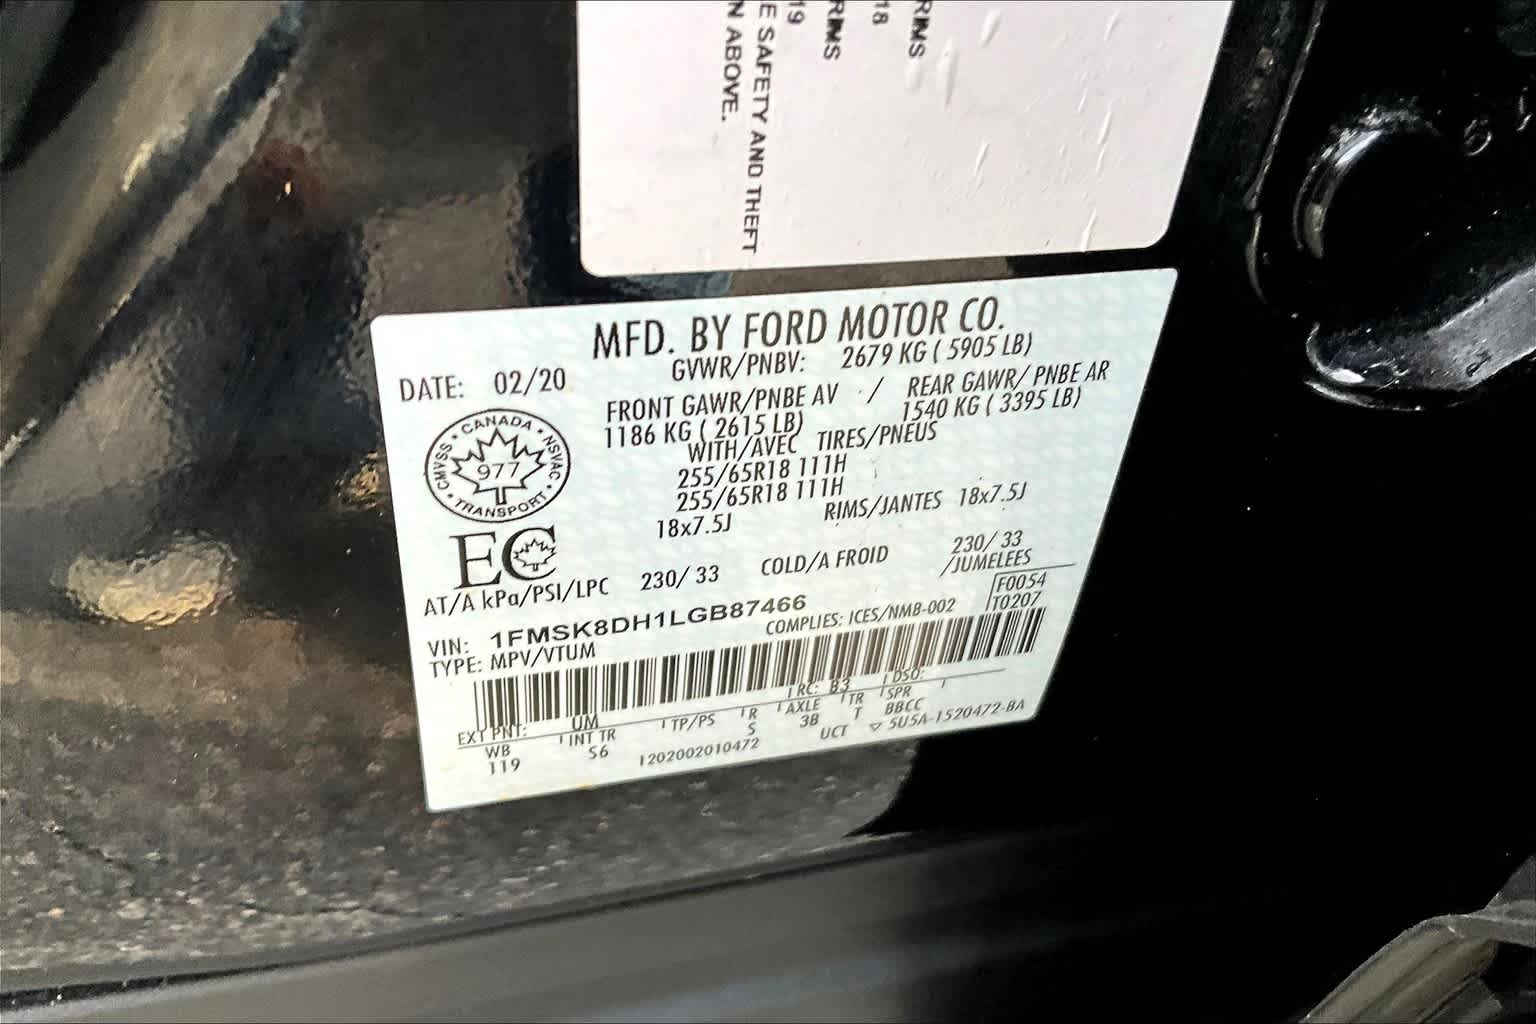 RIMS
18
RIMS
19
E SAFETY AND THEFT
N ABOVE.
MFD. BY FORD MOTOR CO.
DATE: 02/20
GVWR/PNBV: 2679 KG ( 5905 LB)
FRONT GAWR/PNBE AV / REAR GAWR/ PNBE AR
1186 KG ( 2615 LB) 1540 KG ( 3395 LB)
WITH/AVEC TIRES/PNEUS
255/65R18 111H
255/65R18 111H
18x7.5J RIMS/JANTES 18x7.5J
CANADA
CMVSS NSVAC
977
TRANSPORT
EC
AT/A kPa/PSI/LPC 230/ 33 COLD/A FROID 230/ 33
/JUMELEES
F0054
T0207
VIN: 1FMSK8DH1LGB87466
COMPLIES: ICES/NMB-002
TYPE: MPV/VTUM
EXT PNT: UM RC: B3 DSO:
WB INT TR TP/PS R AXLE TR SPR
119 S6 S 3B T BBCC
1202002010472 UCT ▽ 5U5A-1520472-BA